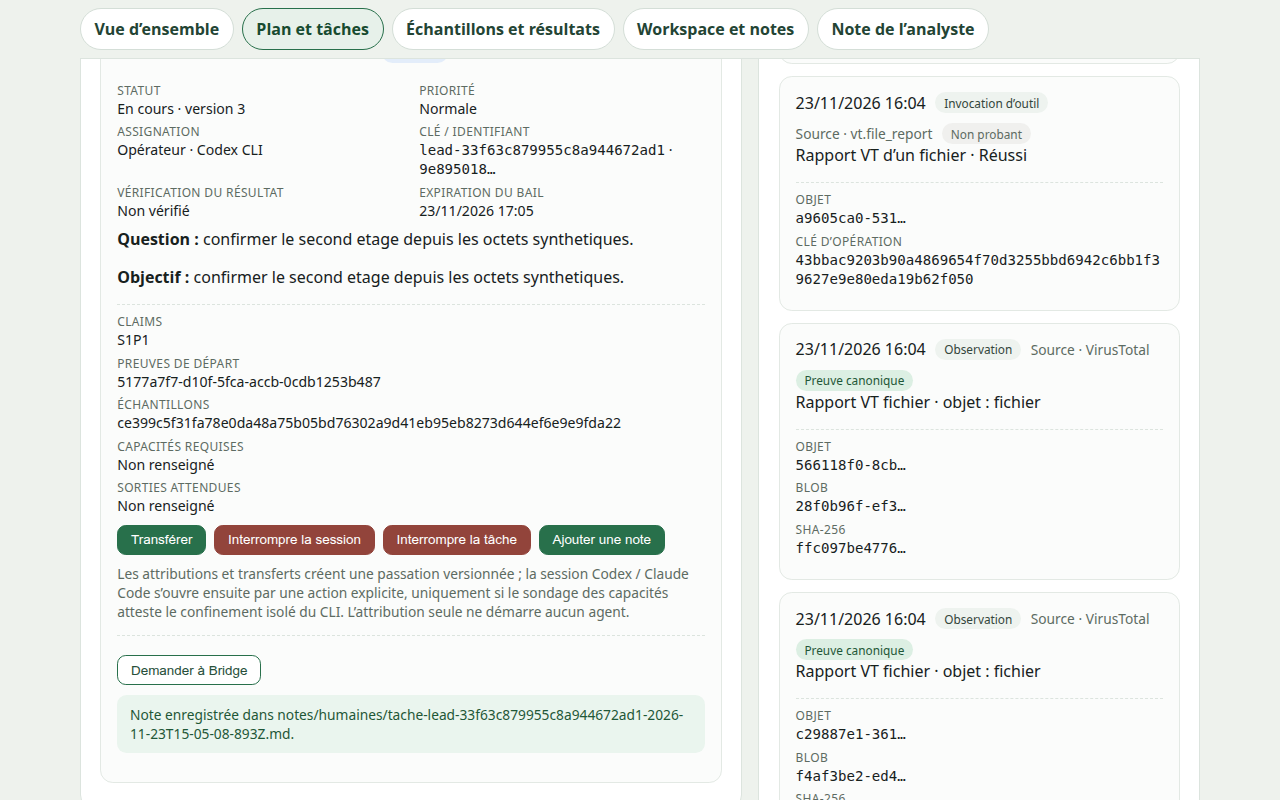 Vue d’ensemble
Plan et tâches
Échantillons et résultats
Workspace et notes
Note de l’analyste
STATUT
En cours · version 3
PRIORITÉ
Normale
ASSIGNATION
Opérateur · Codex CLI
CLÉ / IDENTIFIANT
lead-33f63c879955c8a944672ad1 ·
9e895018…
VÉRIFICATION DU RÉSULTAT
Non vérifié
EXPIRATION DU BAIL
23/11/2026 17:05
Question : confirmer le second etage depuis les octets synthetiques.
Objectif : confirmer le second etage depuis les octets synthetiques.
CLAIMS
S1P1
PREUVES DE DÉPART
5177a7f7-d10f-5fca-accb-0cdb1253b487
ÉCHANTILLONS
ce399c5f31fa78e0da48a75b05bd76302a9d41eb95eb8273d644ef6e9e9fda22
CAPACITÉS REQUISES
Non renseigné
SORTIES ATTENDUES
Non renseigné
Transférer
Interrompre la session
Interrompre la tâche
Ajouter une note
Les attributions et transferts créent une passation versionnée ; la session Codex / Claude
Code s’ouvre ensuite par une action explicite, uniquement si le sondage des capacités
atteste le confinement isolé du CLI. L’attribution seule ne démarre aucun agent.
Demander à Bridge
Note enregistrée dans notes/humaines/tache-lead-33f63c879955c8a944672ad1-2026-
11-23T15-05-08-893Z.md.
23/11/2026 16:04 Invocation d’outil
Source · vt.file_report Non probant
Rapport VT d’un fichier · Réussi
OBJET
a9605ca0-531…
CLÉ D’OPÉRATION
43bbac9203b90a4869654f70d3255bbd6942c6bb1f3
9627e9e80eda19b62f050
23/11/2026 16:04 Observation Source · VirusTotal
Preuve canonique
Rapport VT fichier · objet : fichier
OBJET
566118f0-8cb…
BLOB
28f0b96f-ef3…
SHA-256
ffc097be4776…
23/11/2026 16:04 Observation Source · VirusTotal
Preuve canonique
Rapport VT fichier · objet : fichier
OBJET
c29887e1-361…
BLOB
f4af3be2-ed4…
SHA-256